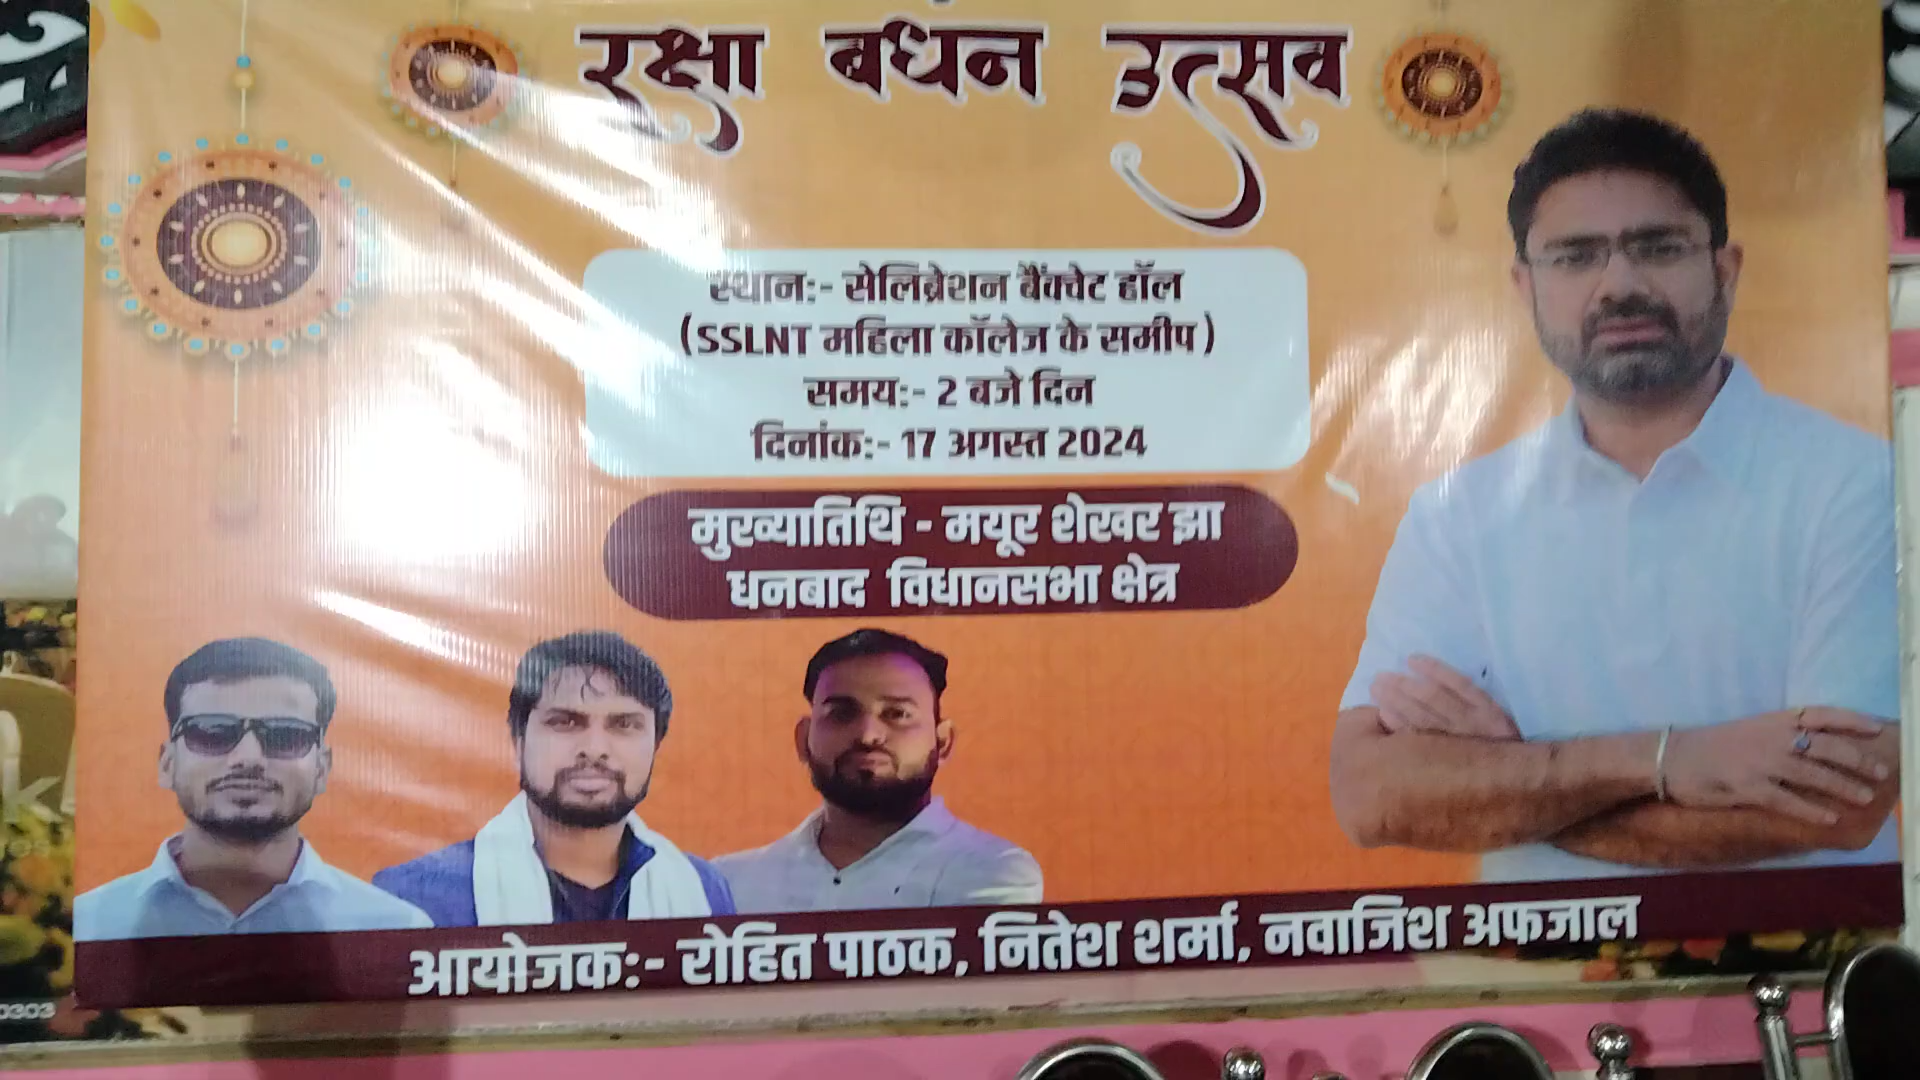 रक्षा बंधन उत्सव
स्थान:- सेलिब्रेशन बैंक्वेट हॉल
(SSLNT महिला कॉलेज के समीप)
समय:- 2 बजे दिन
दिनांक:- 17 अगस्त 2024
मुख्यातिथि - मयूर शेखर झा
धनबाद विधानसभा क्षेत्र
आयोजक:- रोहित पाठक, नितेश शर्मा, नवाजिश अफजाल
0303